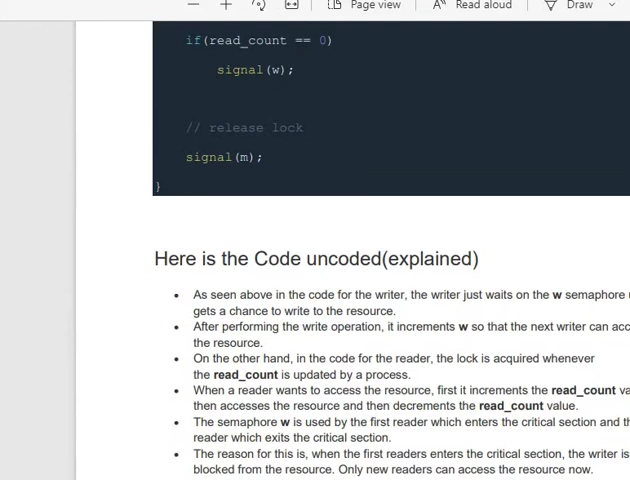 Page view Read aloud Draw
if(read_count == 0)
signal(w);
// release lock
signal(m);
}
Here is the Code uncoded(explained)
• As seen above in the code for the writer, the writer just waits on the w semaphore
gets a chance to write to the resource.
• After performing the write operation, it increments w so that the next writer can
the resource.
• On the other hand, in the code for the reader, the lock is acquired whenever
the read_count is updated by a process.
• When a reader wants to access the resource, first it increments the read_count
then accesses the resource and then decrements the read_count value.
• The semaphore w is used by the first reader which enters the critical section and
reader which exits the critical section.
• The reason for this is, when the first readers enters the critical section, the writer is
blocked from the resource. Only new readers can access the resource now.